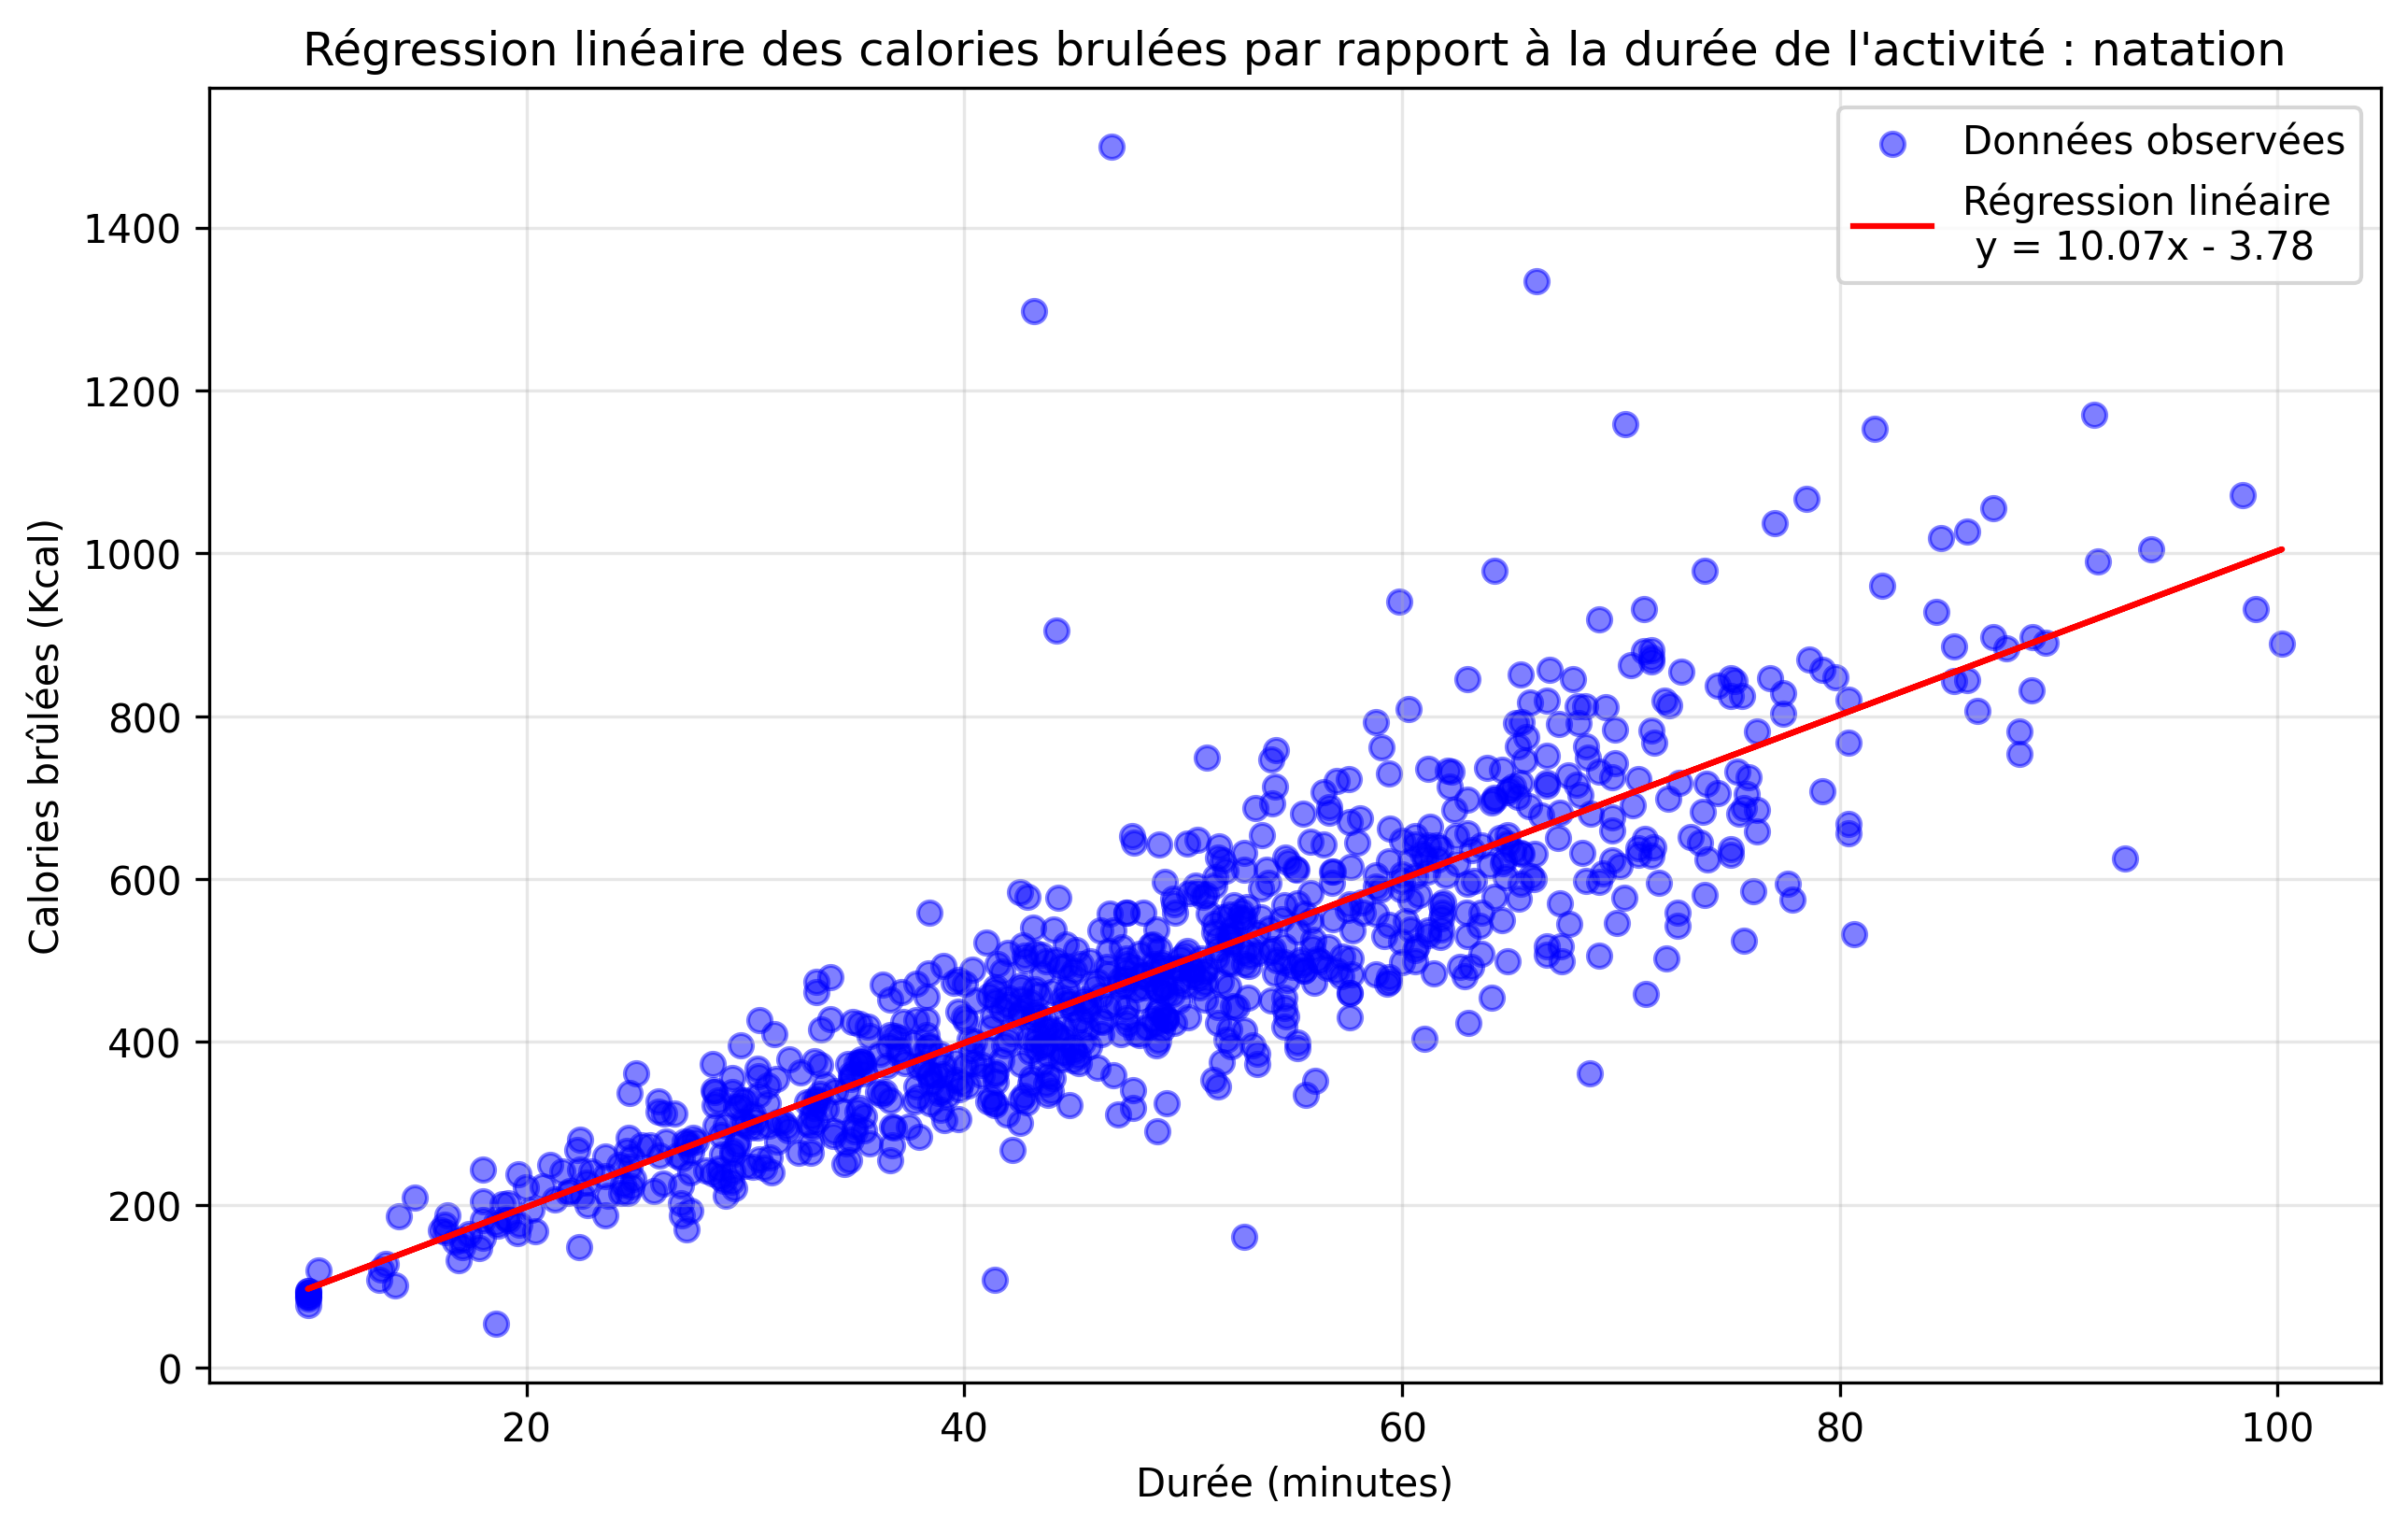 Régression linéaire des calories brulées par rapport à la durée de l'activité : natation
Données observées
Régression linéaire
y = 10.07x - 3.78
Calories brûlées (Kcal)
1400
1200
1000
800
600
400
200
0
20 40 60 80 100
Durée (minutes)